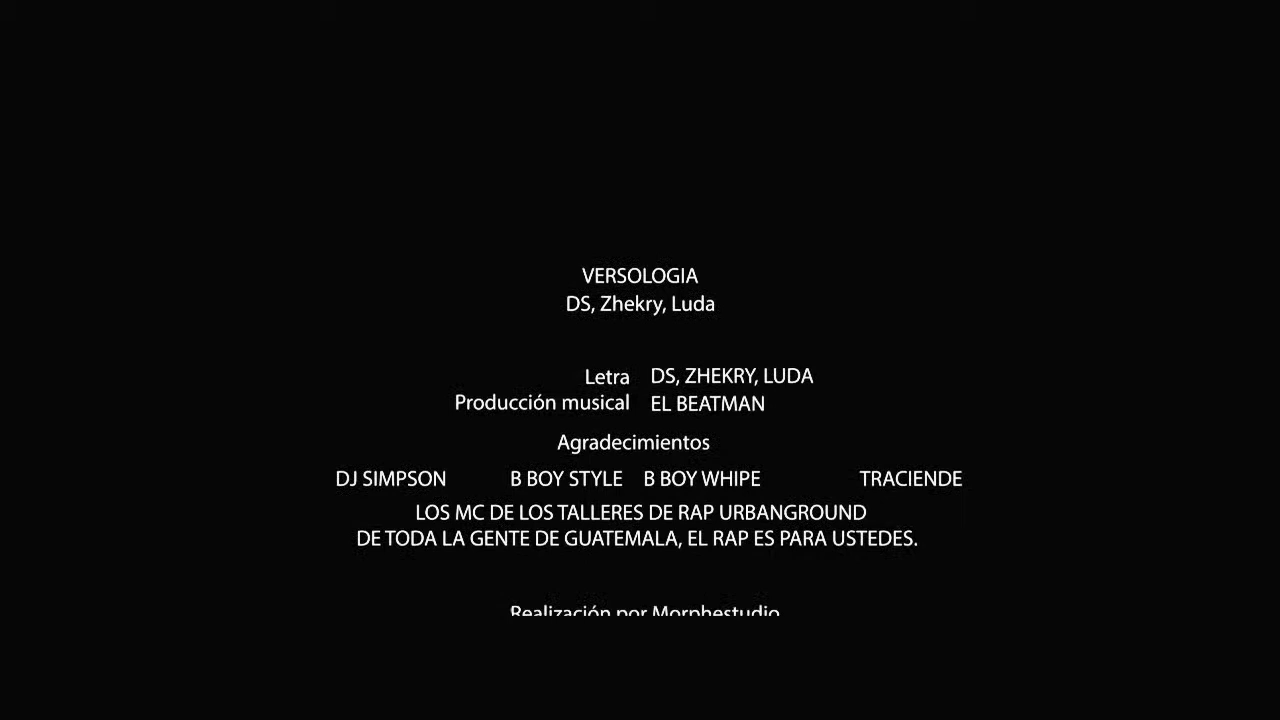 VERSOLOGIA
DS, Zhekry, Luda
Letra DS, ZHEKRY, LUDA
Producción musical EL BEATMAN
Agradecimientos
DJ SIMPSON B BOY STYLE B BOY WHIPE TRACIENDE
LOS MC DE LOS TALLERES DE RAP URBANGROUND
DE TODA LA GENTE DE GUATEMALA, EL RAP ES PARA USTEDES.
Realización por Morphestudio